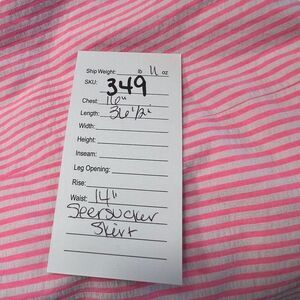 Ship Weight: lb 11 oz
SKU: 349
Chest: 16"
Length: 36 1/2"
Width:
Height:
Inseam:
Leg Opening:
Rise:
Waist: 14"
Seersucker
Skirt